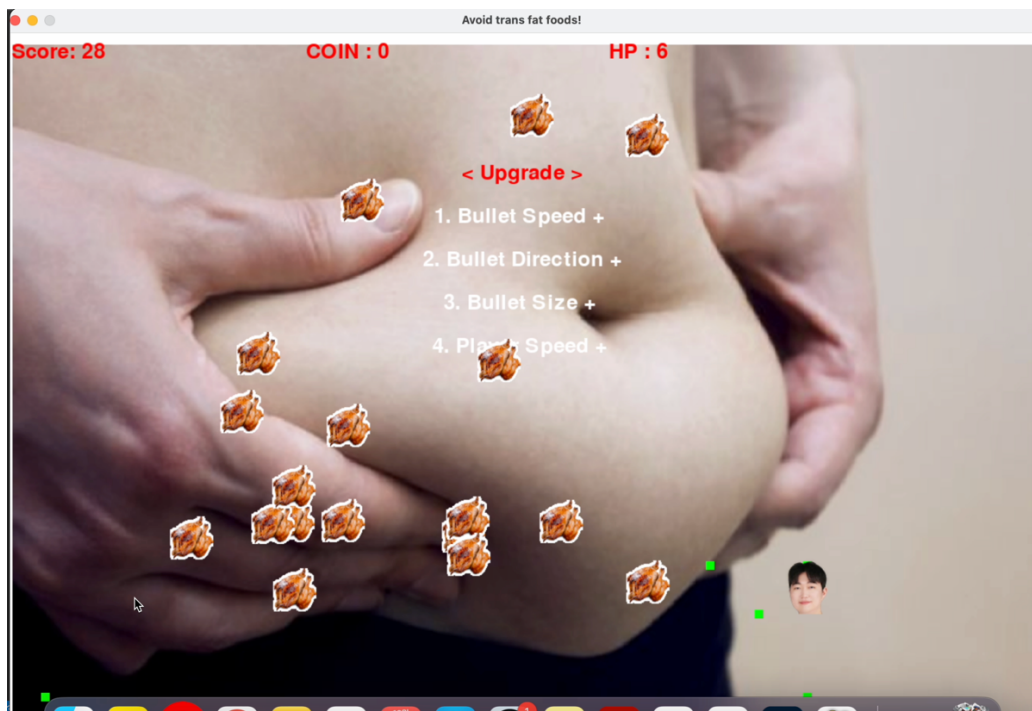 Avoid trans fat foods!
Score: 28 COIN : 0 HP : 6
< Upgrade >
1. Bullet Speed +
2. Bullet Direction +
3. Bullet Size +
4. Speed +